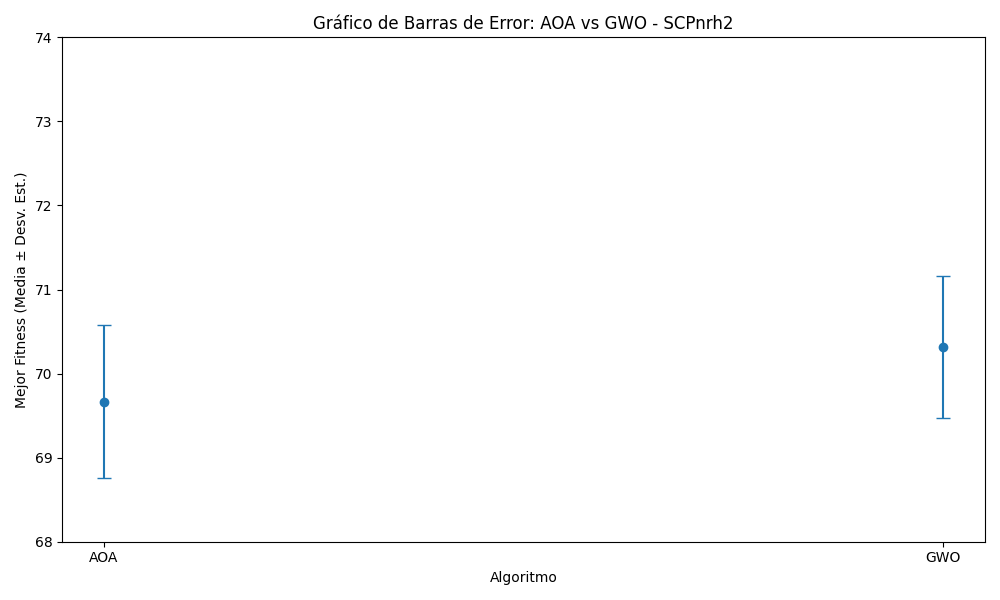 Gráfico de Barras de Error: AOA vs GWO - SCPnrh2
Mejor Fitness (Media ± Desv. Est.)
74
73
72
71
70
69
68
AOA
GWO
Algoritmo